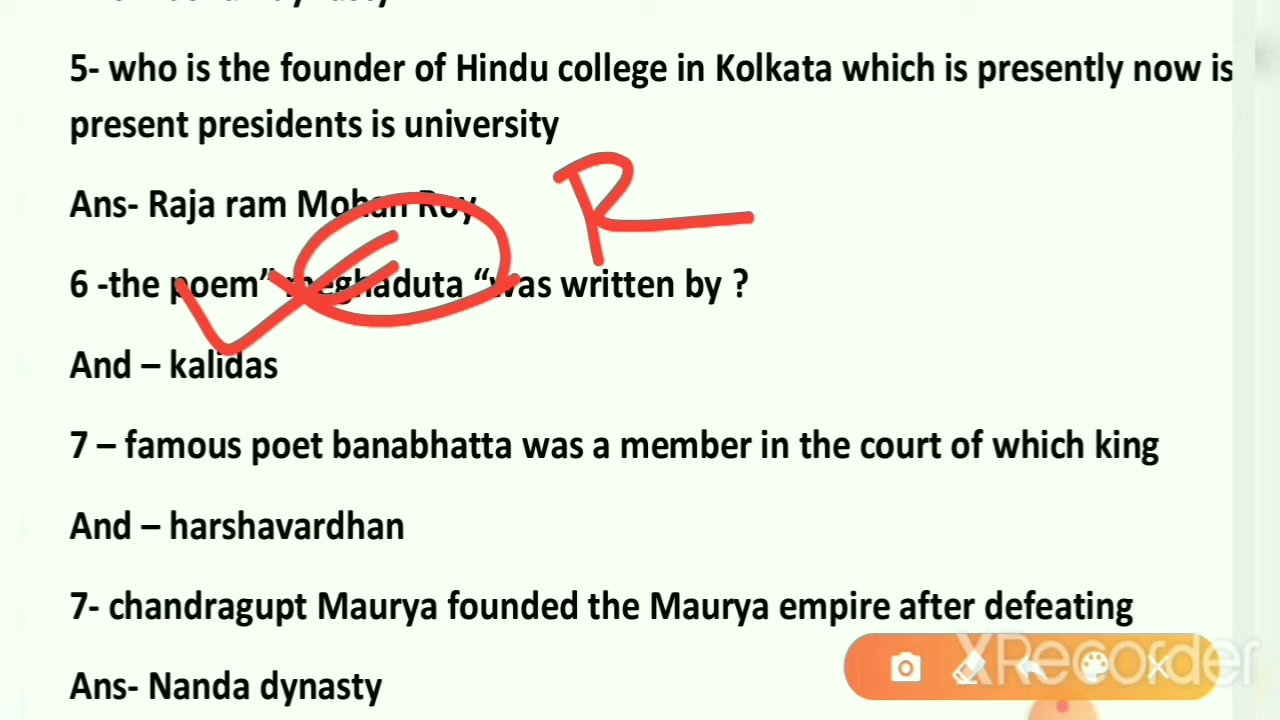 5- who is the founder of Hindu college in Kolkata which is presently now is
present presidents is university
Ans- Raja ram Mohan Roy
R
6 -the poem” meghaduta “was written by ?
And – kalidas
7 – famous poet banabhatta was a member in the court of which king
And – harshavardhan
7- chandragupt Maurya founded the Maurya empire after defeating
Ans- Nanda dynasty
XRecorder